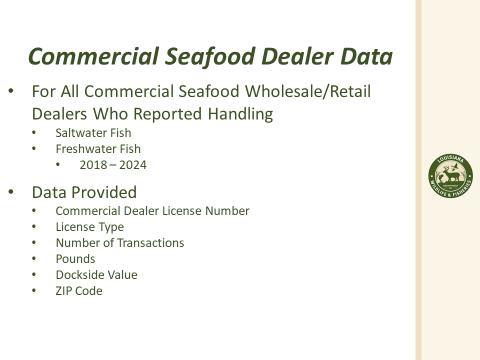 Commercial Seafood Dealer Data
• For All Commercial Seafood Wholesale/Retail
Dealers Who Reported Handling
• Saltwater Fish
• Freshwater Fish
• 2018 – 2024
• Data Provided
• Commercial Dealer License Number
• License Type
• Number of Transactions
• Pounds
• Dockside Value
• ZIP Code
LOUISIANA
WILDLIFE & FISHERIES